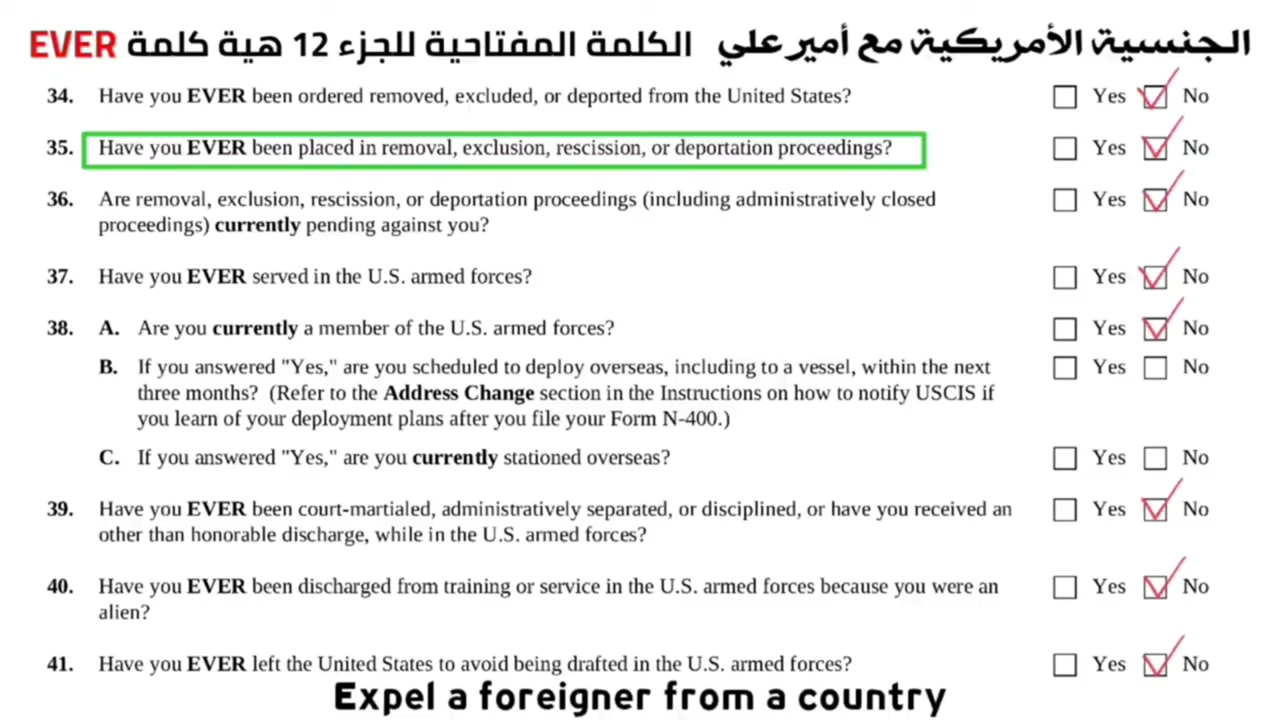 الجنسية الأمريكية مع أمير علي الكلمة المفتاحية للجزء 12 هية كلمة EVER
34. Have you EVER been ordered removed, excluded, or deported from the United States? Yes No
35. Have you EVER been placed in removal, exclusion, rescission, or deportation proceedings? Yes No
36. Are removal, exclusion, rescission, or deportation proceedings (including administratively closed Yes No
proceedings) currently pending against you?
37. Have you EVER served in the U.S. armed forces? Yes No
38. A. Are you currently a member of the U.S. armed forces? Yes No
B. If you answered "Yes," are you scheduled to deploy overseas, including to a vessel, within the next Yes No
three months? (Refer to the Address Change section in the Instructions on how to notify USCIS if
you learn of your deployment plans after you file your Form N-400.)
C. If you answered "Yes," are you currently stationed overseas? Yes No
39. Have you EVER been court-martialed, administratively separated, or disciplined, or have you received an Yes No
other than honorable discharge, while in the U.S. armed forces?
40. Have you EVER been discharged from training or service in the U.S. armed forces because you were an Yes No
alien?
41. Have you EVER left the United States to avoid being drafted in the U.S. armed forces? Yes No
Expel a foreigner from a country